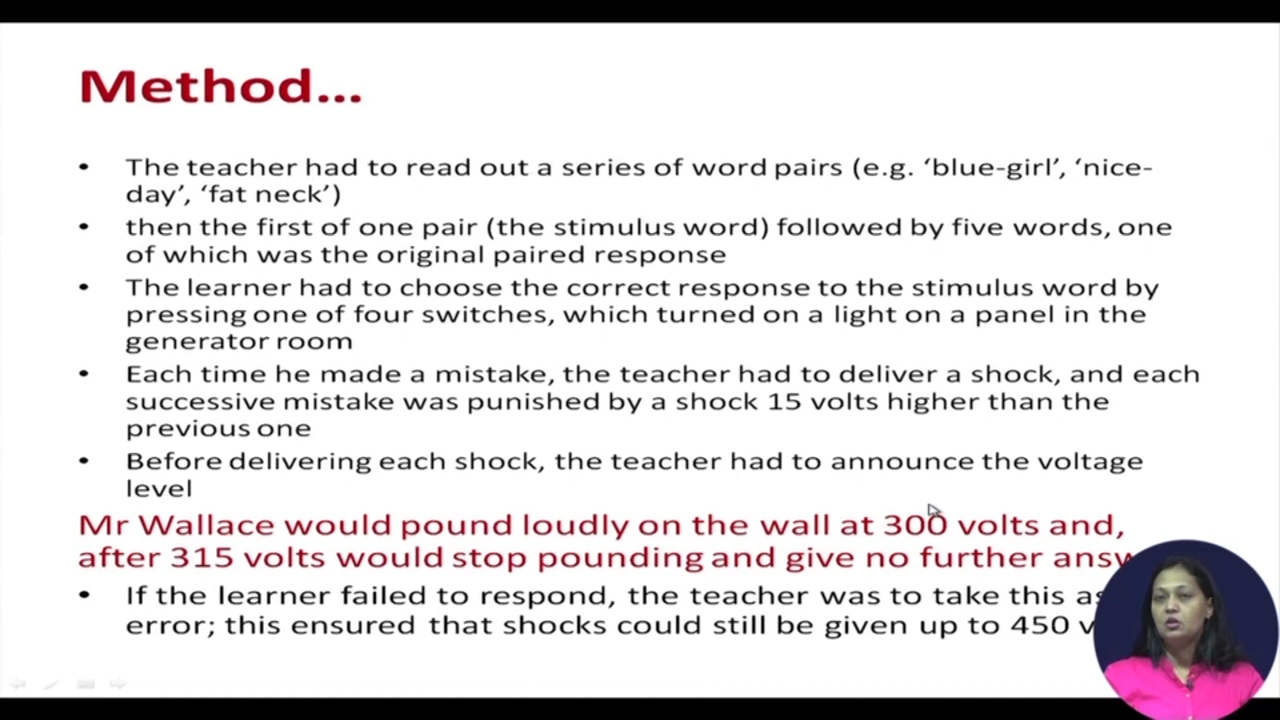 Method...
• The teacher had to read out a series of word pairs (e.g. ‘blue-girl’, ‘nice-
day’, ‘fat neck’)
• then the first of one pair (the stimulus word) followed by five words, one
of which was the original paired response
• The learner had to choose the correct response to the stimulus word by
pressing one of four switches, which turned on a light on a panel in the
generator room
• Each time he made a mistake, the teacher had to deliver a shock, and each
successive mistake was punished by a shock 15 volts higher than the
previous one
• Before delivering each shock, the teacher had to announce the voltage
level
Mr Wallace would pound loudly on the wall at 300 volts and,
after 315 volts would stop pounding and give no further
• If the learner failed to respond, the teacher was to take this as
error; this ensured that shocks could still be given up to 450